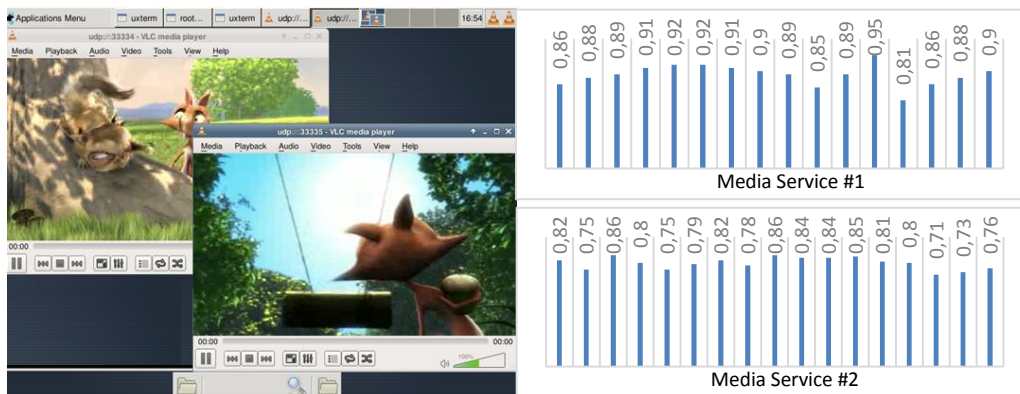 Applications Menu uxterm root... uxterm udp://... udp://... 16:54
udp://:33334 - VLC media player
Media Playback Audio Video Tools View Help
udp://:33335 - VLC media player
Media Playback Audio Video Tools View Help
00:00
00:00 00:00
100%
0,86 0,88 0,89 0,91 0,92 0,92 0,91 0,9 0,89 0,85 0,89 0,95 0,81 0,86 0,88 0,9
Media Service #1
0,82 0,75 0,86 0,8 0,75 0,79 0,82 0,78 0,86 0,84 0,84 0,85 0,81 0,8 0,71 0,73 0,76
Media Service #2